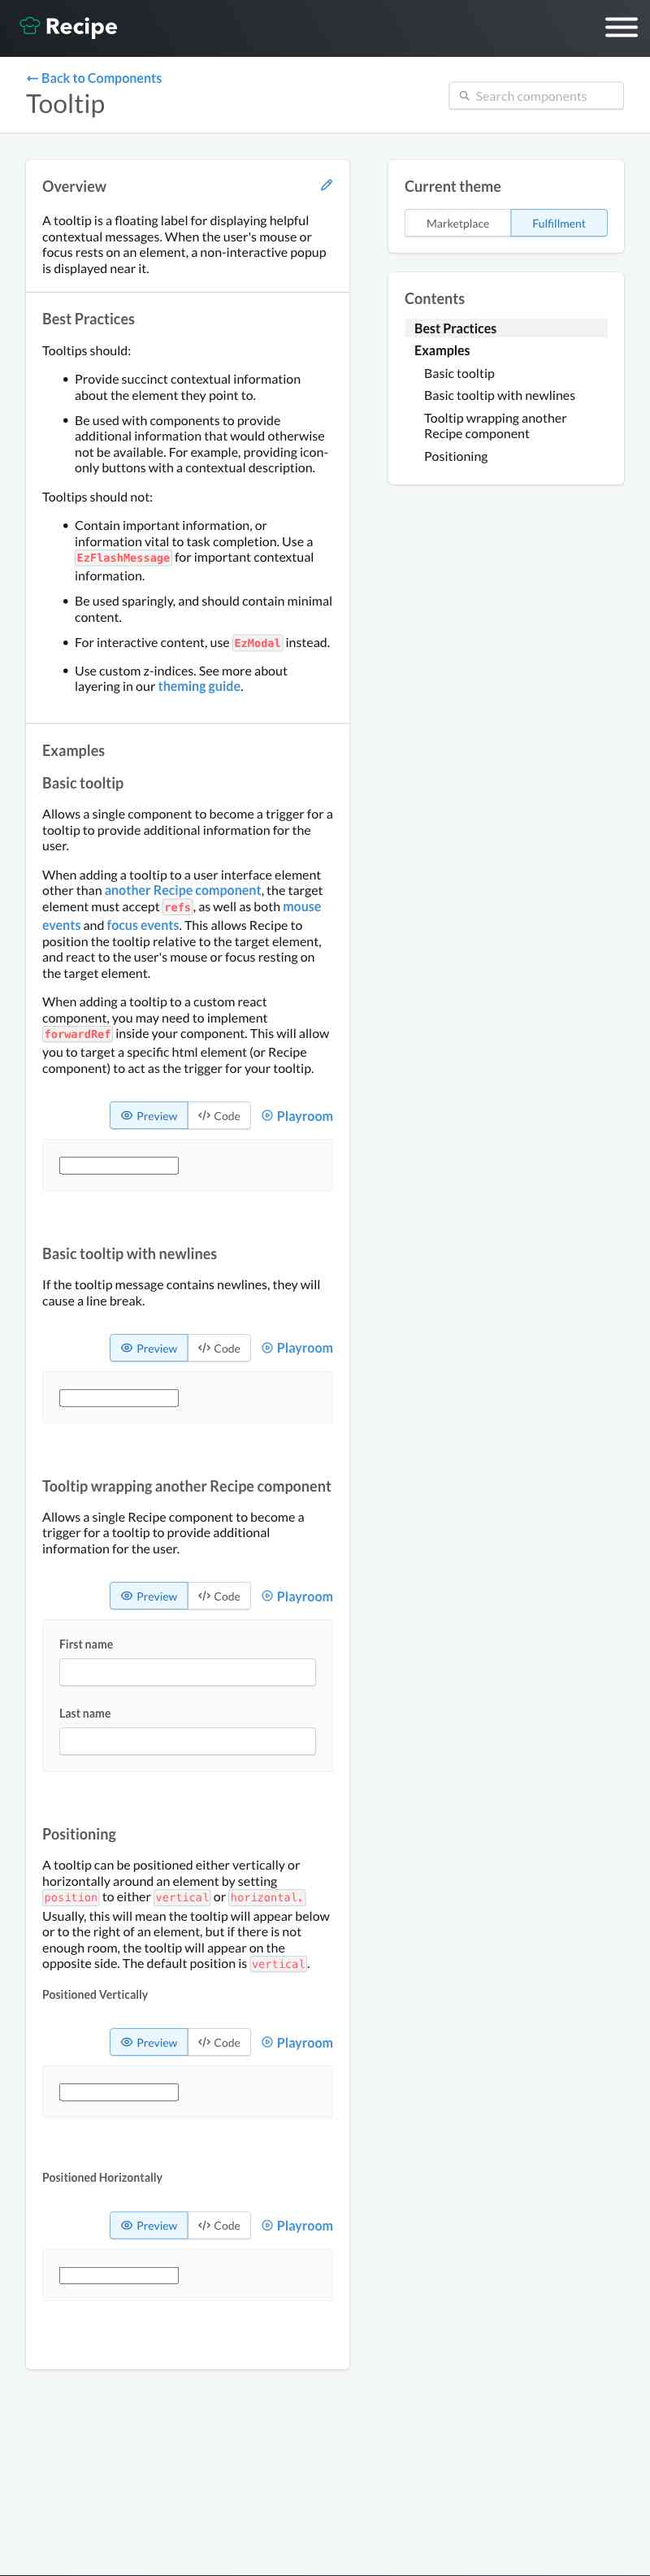 Recipe
← Back to Components
Tooltip
Search components
Overview
A tooltip is a floating label for displaying helpful
contextual messages. When the user's mouse or
focus rests on an element, a non-interactive popup
is displayed near it.
Best Practices
Tooltips should:
• Provide succinct contextual information
about the element they point to.
• Be used with components to provide
additional information that would otherwise
not be available. For example, providing icon-
only buttons with a contextual description.
Tooltips should not:
• Contain important information, or
information vital to task completion. Use a
EzFlashMessage for important contextual
information.
• Be used sparingly, and should contain minimal
content.
• For interactive content, use EzModal instead.
• Use custom z-indices. See more about
layering in our theming guide.
Examples
Basic tooltip
Allows a single component to become a trigger for a
tooltip to provide additional information for the
user.
When adding a tooltip to a user interface element
other than another Recipe component, the target
element must accept refs, as well as both mouse
events and focus events. This allows Recipe to
position the tooltip relative to the target element,
and react to the user's mouse or focus resting on
the target element.
When adding a tooltip to a custom react
component, you may need to implement
forwardRef inside your component. This will allow
you to target a specific html element (or Recipe
component) to act as the trigger for your tooltip.
Preview </> Code Playroom
Basic tooltip with newlines
If the tooltip message contains newlines, they will
cause a line break.
Preview </> Code Playroom
Tooltip wrapping another Recipe component
Allows a single Recipe component to become a
trigger for a tooltip to provide additional
information for the user.
Preview </> Code Playroom
First name
Last name
Positioning
A tooltip can be positioned either vertically or
horizontally around an element by setting
position to either vertical or horizontal.
Usually, this will mean the tooltip will appear below
or to the right of an element, but if there is not
enough room, the tooltip will appear on the
opposite side. The default position is vertical.
Positioned Vertically
Preview </> Code Playroom
Positioned Horizontally
Preview </> Code Playroom
Current theme
Marketplace Fulfillment
Contents
Best Practices
Examples
Basic tooltip
Basic tooltip with newlines
Tooltip wrapping another
Recipe component
Positioning